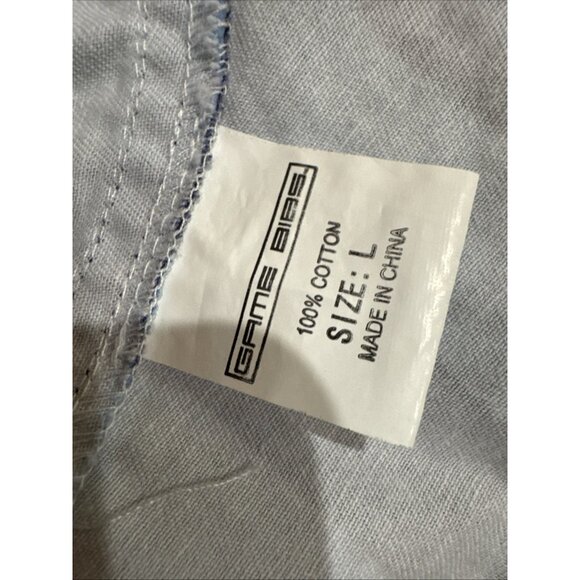 GAME BIBS
100% COTTON
SIZE: L
MADE IN CHINA